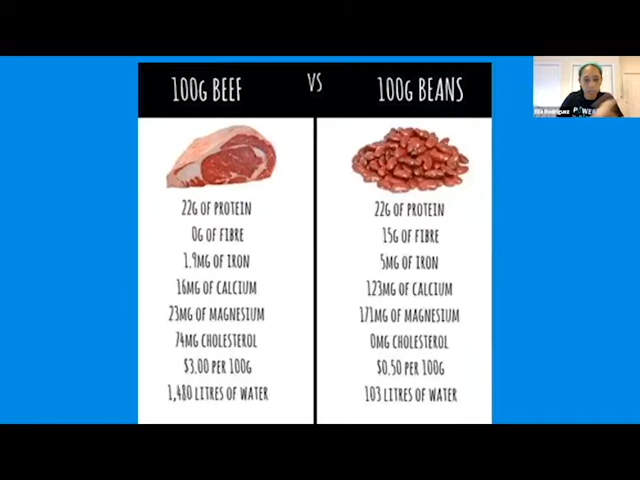 100G BEEF
VS
100G BEANS
22G OF PROTEIN
0G OF FIBRE
1.9MG OF IRON
16MG OF CALCIUM
23MG OF MAGNESIUM
74MG CHOLESTEROL
$3.00 PER 100G
1,480 LITRES OF WATER
22G OF PROTEIN
15G OF FIBRE
5MG OF IRON
123MG OF CALCIUM
171MG OF MAGNESIUM
0MG CHOLESTEROL
$0.50 PER 100G
103 LITRES OF WATER
Rodriguez